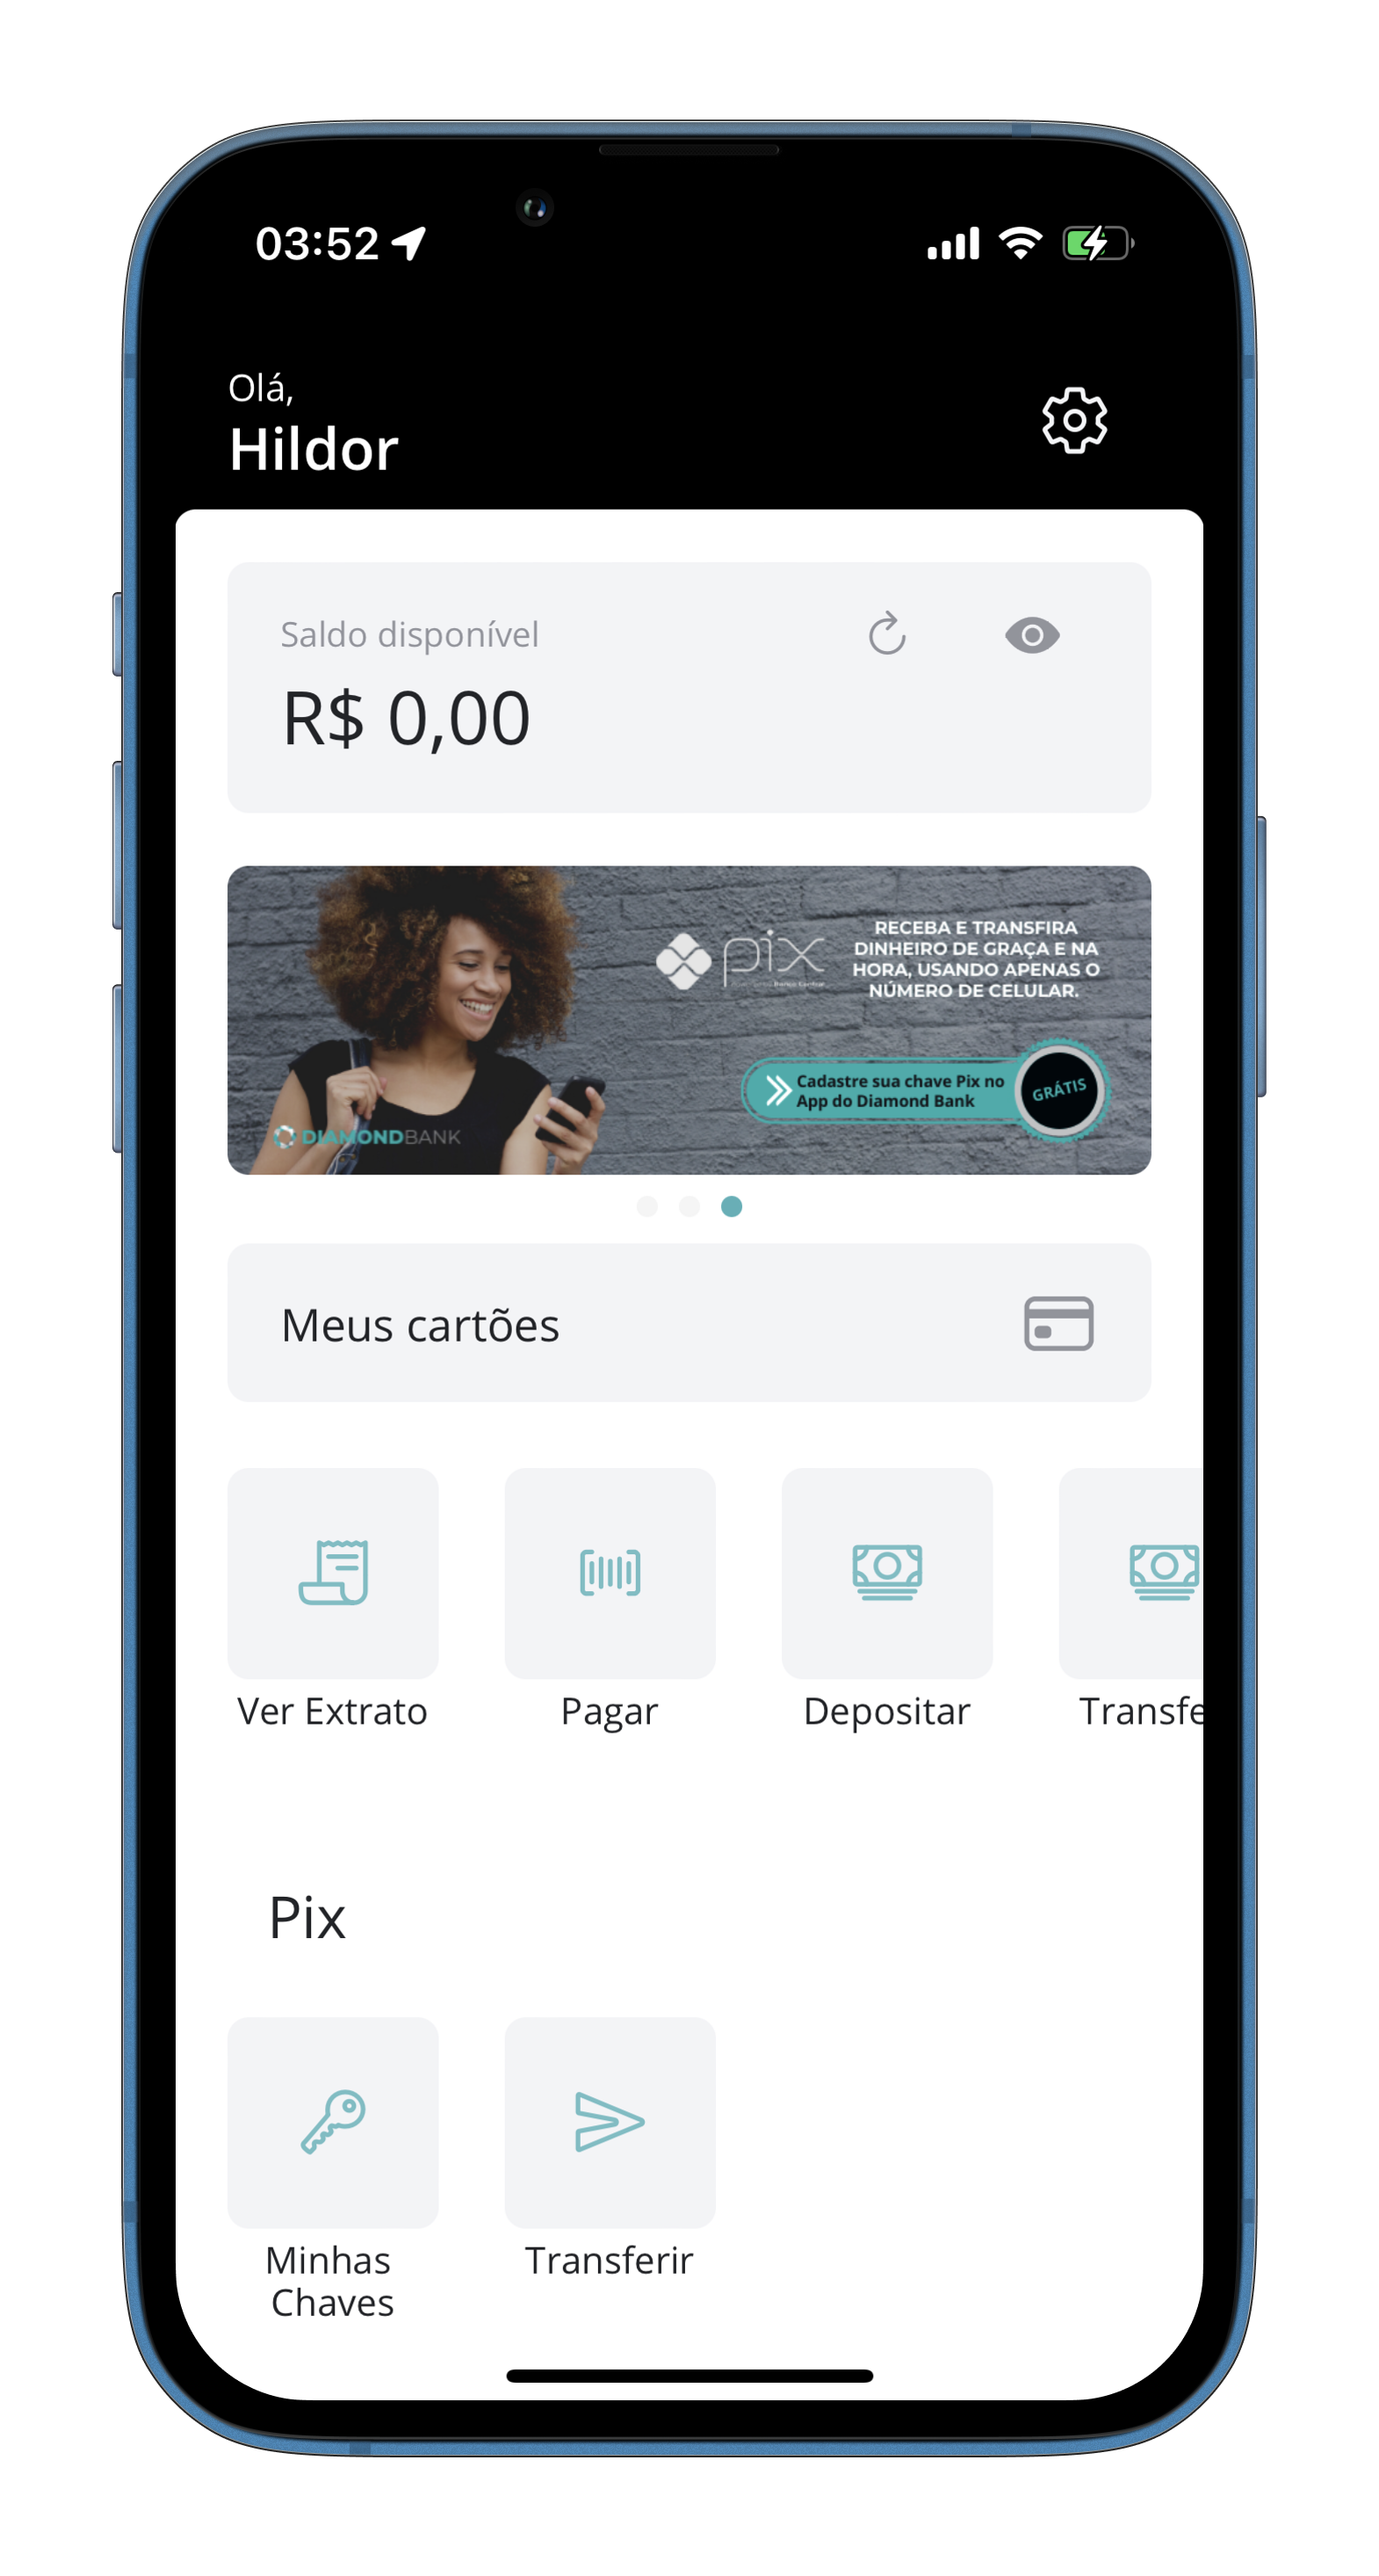 03:52
Olá,
Hildor
Saldo disponível
R$ 0,00
pix
Banco Central
RECEBA E TRANSFIRA
DINHEIRO DE GRAÇA E NA
HORA, USANDO APENAS O
NÚMERO DE CELULAR.
Cadastre sua chave Pix no
App do Diamond Bank
GRÁTIS
DIAMONDBANK
Meus cartões
Ver Extrato
Pagar
Depositar
Transfe
Pix
Minhas
Chaves
Transferir